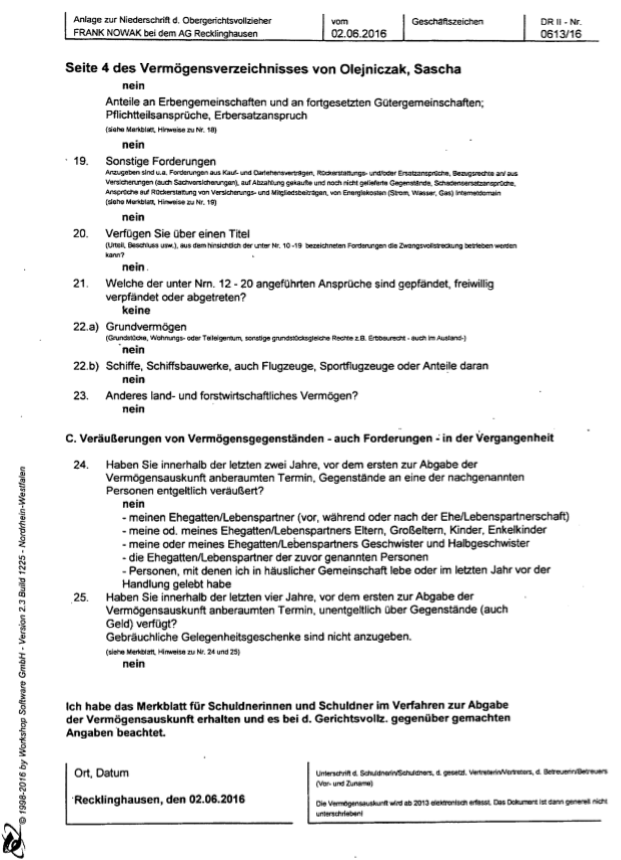 Anlage zur Niederschrift d. Obergerichtsvollzieher
FRANK NOWAK bei dem AG Recklinghausen
vom
02.06.2016
Geschäftszeichen
DR II - Nr.
0613/16
Seite 4 des Vermögensverzeichnisses von Olejniczak, Sascha
nein
Anteile an Erbengemeinschaften und an fortgesetzten Gütergemeinschaften;
Pflichtteilsansprüche, Erbersatzanspruch
(siehe Merkblatt, Hinweise zu Nr. 18)
nein
19. Sonstige Forderungen
Anzugeben sind u.a. Forderungen aus Kauf- und Darlehensverträgen, Rückerstattungs- und/oder Ersatzansprüche, Bezugsrechte an/ aus
Versicherungen (auch Sachversicherungen), auf Abzahlung gekaufte und noch nicht gelieferte Gegenstände, Schadensersatzansprüche,
Ansprüche auf Rückerstattung von Versicherungs- und Mitgliedsbeiträgen, von Energiekosten (Strom, Wasser, Gas) Internetdomain
(siehe Merkblatt, Hinweise zu Nr. 19)
nein
20. Verfügen Sie über einen Titel
(Urteil, Beschluss usw.), aus dem hinsichtlich der unter Nr. 10 -19 bezeichneten Forderungen die Zwangsvollstreckung betrieben werden
kann?
nein
21. Welche der unter Nrn. 12 - 20 angeführten Ansprüche sind gepfändet, freiwillig
verpfändet oder abgetreten?
keine
22.a) Grundvermögen
(Grundstücke, Wohnungs- oder Teileigentum, sonstige grundstücksgleiche Rechte z.B. Erbbaurecht - auch im Ausland-)
nein
22.b) Schiffe, Schiffsbauwerke, auch Flugzeuge, Sportflugzeuge oder Anteile daran
nein
23. Anderes land- und forstwirtschaftliches Vermögen?
nein
C. Veräußerungen von Vermögensgegenständen - auch Forderungen - in der Vergangenheit
24. Haben Sie innerhalb der letzten zwei Jahre, vor dem ersten zur Abgabe der
Vermögensauskunft anberaumten Termin, Gegenstände an eine der nachgenannten
Personen entgeltlich veräußert?
nein
- meinen Ehegatten/Lebenspartner (vor, während oder nach der Ehe/Lebenspartnerschaft)
- meine od. meines Ehegatten/Lebenspartners Eltern, Großeltern, Kinder, Enkelkinder
- meine oder meines Ehegatten/Lebenspartners Geschwister und Halbgeschwister
- die Ehegatten/Lebenspartner der zuvor genannten Personen
- Personen, mit denen ich in häuslicher Gemeinschaft lebe oder im letzten Jahr vor der
Handlung gelebt habe
25. Haben Sie innerhalb der letzten vier Jahre, vor dem ersten zur Abgabe der
Vermögensauskunft anberaumten Termin, unentgeltlich über Gegenstände (auch
Geld) verfügt?
Gebräuchliche Gelegenheitsgeschenke sind nicht anzugeben.
(siehe Merkblatt, Hinweise zu Nr. 24 und 25)
nein
Ich habe das Merkblatt für Schuldnerinnen und Schuldner im Verfahren zur Abgabe
der Vermögensauskunft erhalten und es bei d. Gerichtsvollz. gegenüber gemachten
Angaben beachtet.
Ort, Datum
Recklinghausen, den 02.06.2016
Unterschrift d. Schuldnerin/Schuldners, d. gesetzl. Vertreterin/Vertreters, d. Betreuerin/Betreuers
(Vor- und Zuname)
Die Vermögensauskunft wird ab 2013 elektronisch erfasst. Das Dokument ist dann generell nicht
unterschrieben!
© 1998-2016 by Workshop Software GmbH - Version 2.3 Build 1225 - Nordrhein-Westfalen